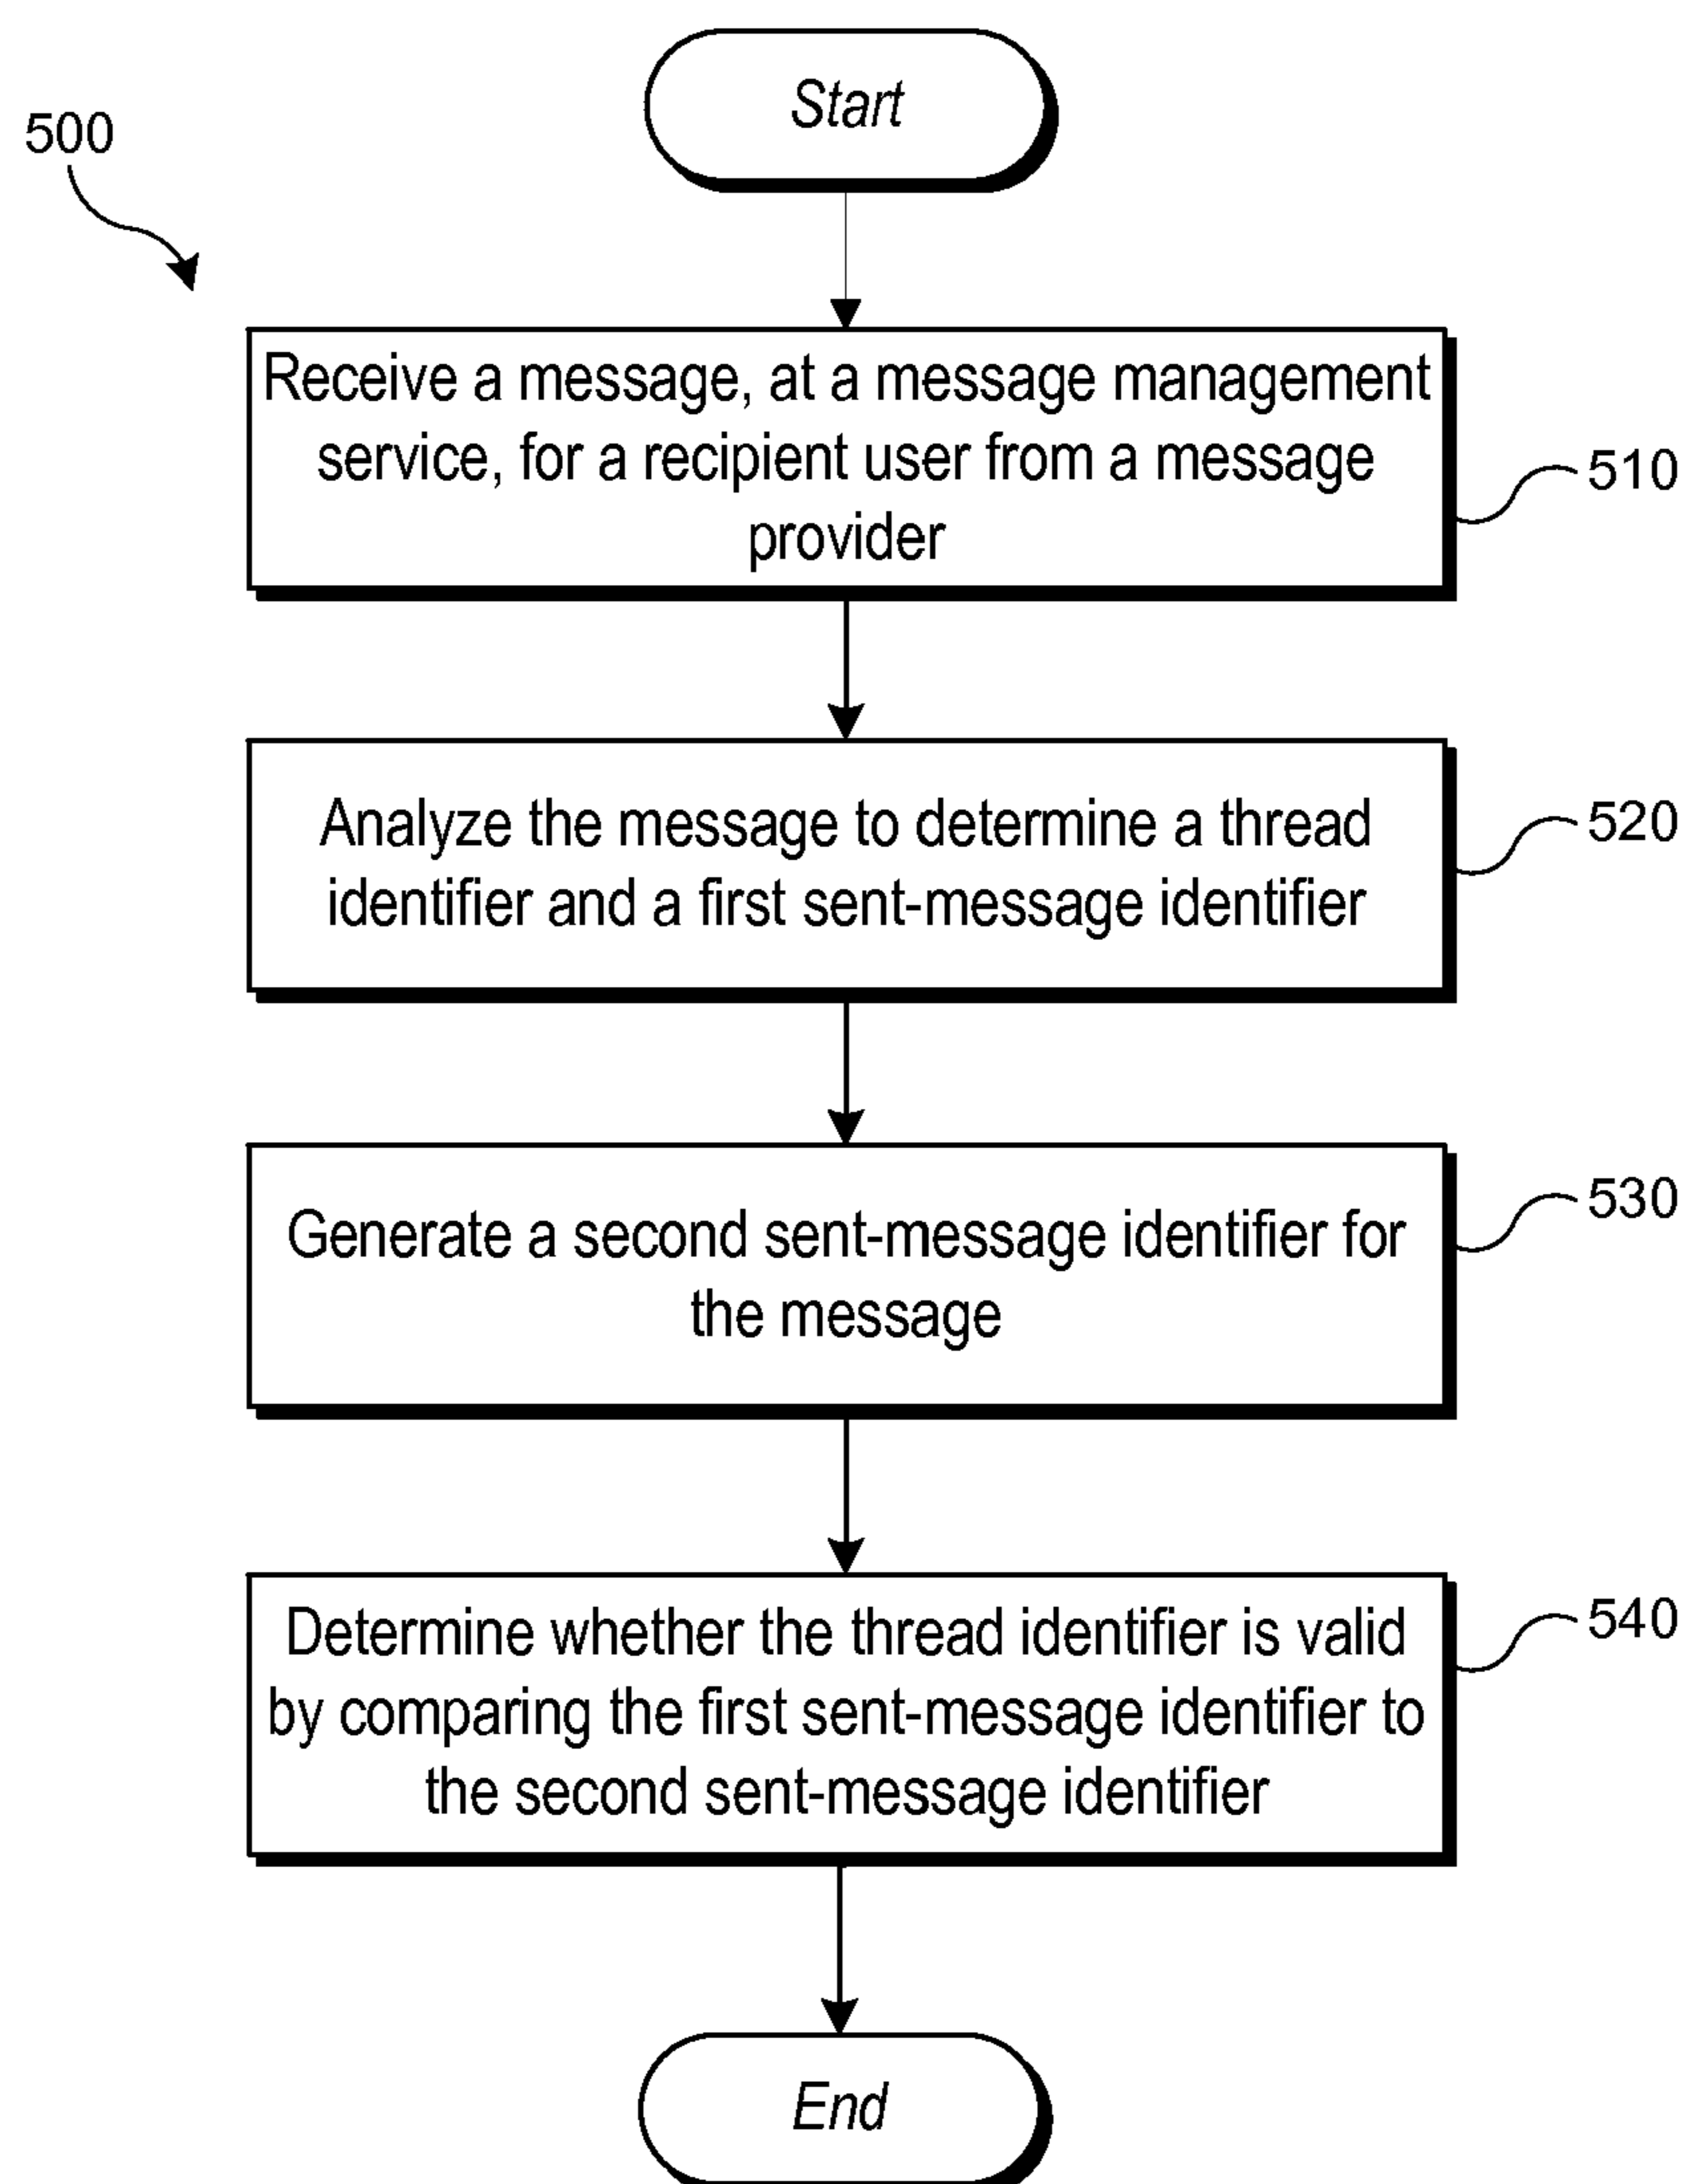 Start
500
Receive a message, at a message management
service, for a recipient user from a message
provider
510
Analyze the message to determine a thread
identifier and a first sent-message identifier
520
Generate a second sent-message identifier for
the message
530
Determine whether the thread identifier is valid
by comparing the first sent-message identifier to
the second sent-message identifier
540
End